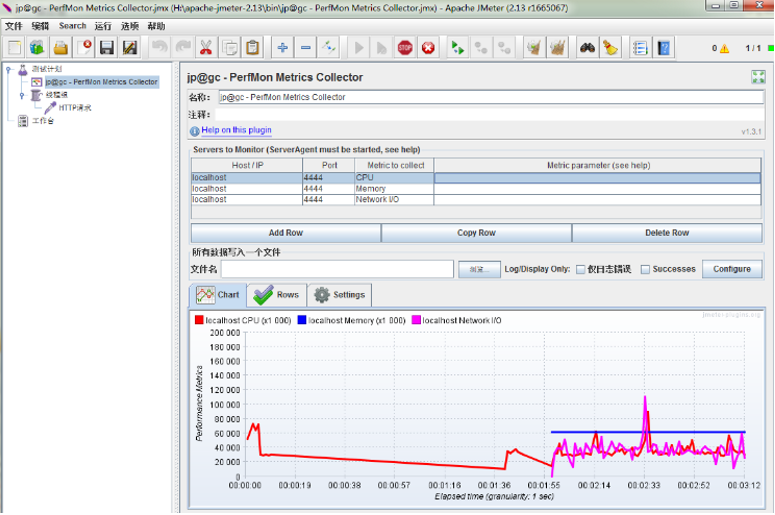 jp@gc - PerfMon Metrics Collector.jmx (H:\apache-jmeter-2.13\bin\jp@gc - PerfMon Metrics Collector.jmx) - Apache JMeter (2.13 r1665067)
文件 编辑 Search 运行 选项 帮助
STOP 0 1 / 1
测试计划
jp@gc - PerfMon Metrics Collector
线程组
HTTP请求
工作台
jp@gc - PerfMon Metrics Collector
名称: jp@gc - PerfMon Metrics Collector
注释:
Help on this plugin v1.3.1
Servers to Monitor (ServerAgent must be started, see help)
Host / IP Port Metric to collect Metric parameter (see help)
localhost 4444 CPU
localhost 4444 Memory
localhost 4444 Network I/O
Add Row Copy Row Delete Row
所有数据写入一个文件
文件名 浏览... Log/Display Only: 仅日志错误 Successes Configure
Chart Rows Settings
localhost CPU (x1 000) localhost Memory (x1 000) localhost Network I/O
jmeter-plugins.org
200 000
180 000
160 000
140 000
120 000
100 000
80 000
60 000
40 000
20 000
0
Performance Metrics
00:00:00 00:00:19 00:00:38 00:00:57 00:01:16 00:01:36 00:01:55 00:02:14 00:02:33 00:02:52 00:03:12
Elapsed time (granularity: 1 sec)